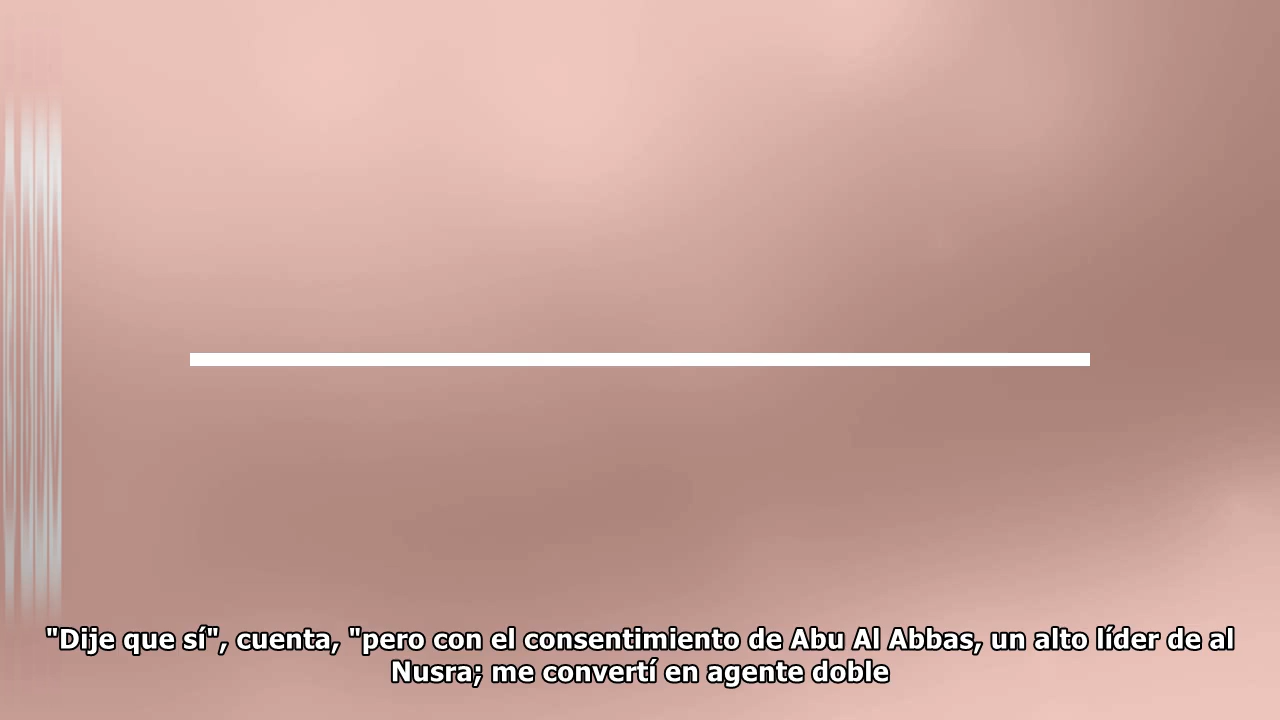 "Dije que sí", cuenta, "pero con el consentimiento de Abu Al Abbas, un alto líder de al
Nusra; me convertí en agente doble